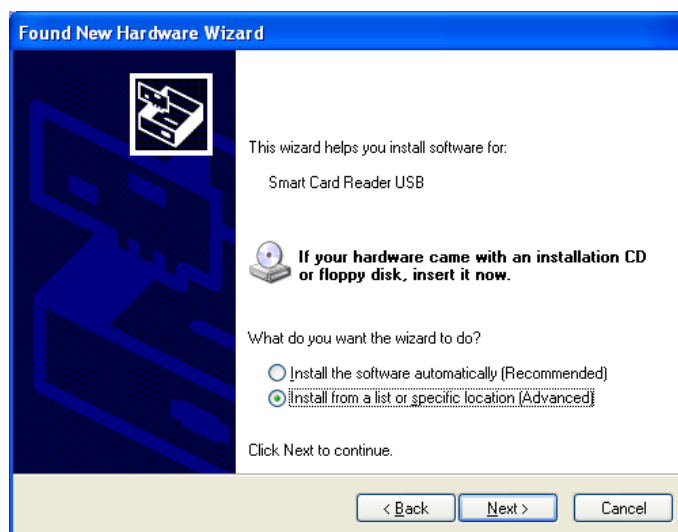 Found New Hardware Wizard
This wizard helps you install software for:
Smart Card Reader USB
If your hardware came with an installation CD
or floppy disk, insert it now.
What do you want the wizard to do?
Install the software automatically (Recommended)
Install from a list or specific location (Advanced)
Click Next to continue.
< Back
Next >
Cancel